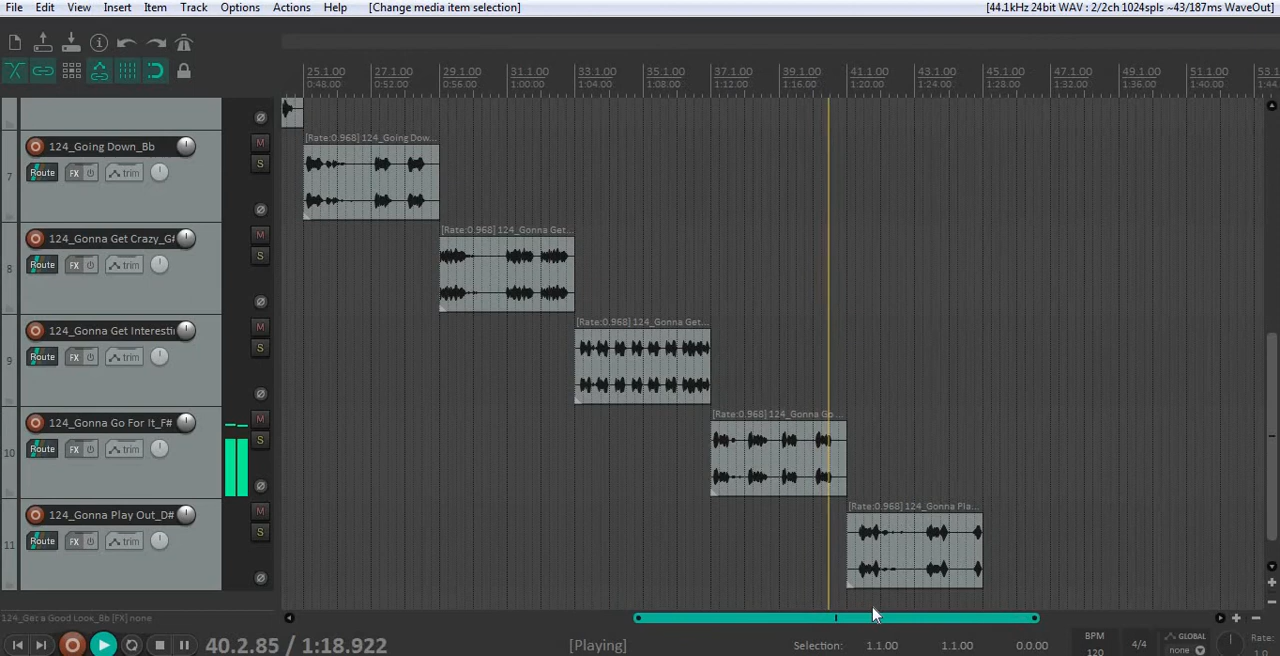 File Edit View Insert Item Track Options Actions Help [Change media item selection] [44.1kHz 24bit WAV : 2/2ch 1024spls ~43/187ms WaveOut]
25.1.00 27.1.00 29.1.00 31.1.00 33.1.00 35.1.00 37.1.00 39.1.00 41.1.00 43.1.00 45.1.00 47.1.00 49.1.00 51.1.00 53.1
0:48.00 0:52.00 0:56.00 1:00.00 1:04.00 1:08.00 1:12.00 1:16.00 1:20.00 1:24.00 1:28.00 1:32.00 1:36.00 1:40.00 1:44.
[Rate:0.968] 124_Going Dow...
7 124_Going Down_Bb M
Route FX trim S
[Rate:0.968] 124_Gonna Get...
8 124_Gonna Get Crazy_G# M
Route FX trim S
[Rate:0.968] 124_Gonna Get...
9 124_Gonna Get Interesti M
Route FX trim S
[Rate:0.968] 124_Gonna Go ...
10 124_Gonna Go For It_F# M
Route FX trim S
[Rate:0.968] 124_Gonna Pla...
11 124_Gonna Play Out_D# M
Route FX trim S
124_Get a Good Look_Bb [FX] none
40.2.85 / 1:18.922 [Playing] Selection: 1.1.00 1.1.00 0.0.00 BPM 120 4/4 GLOBAL none Rate: